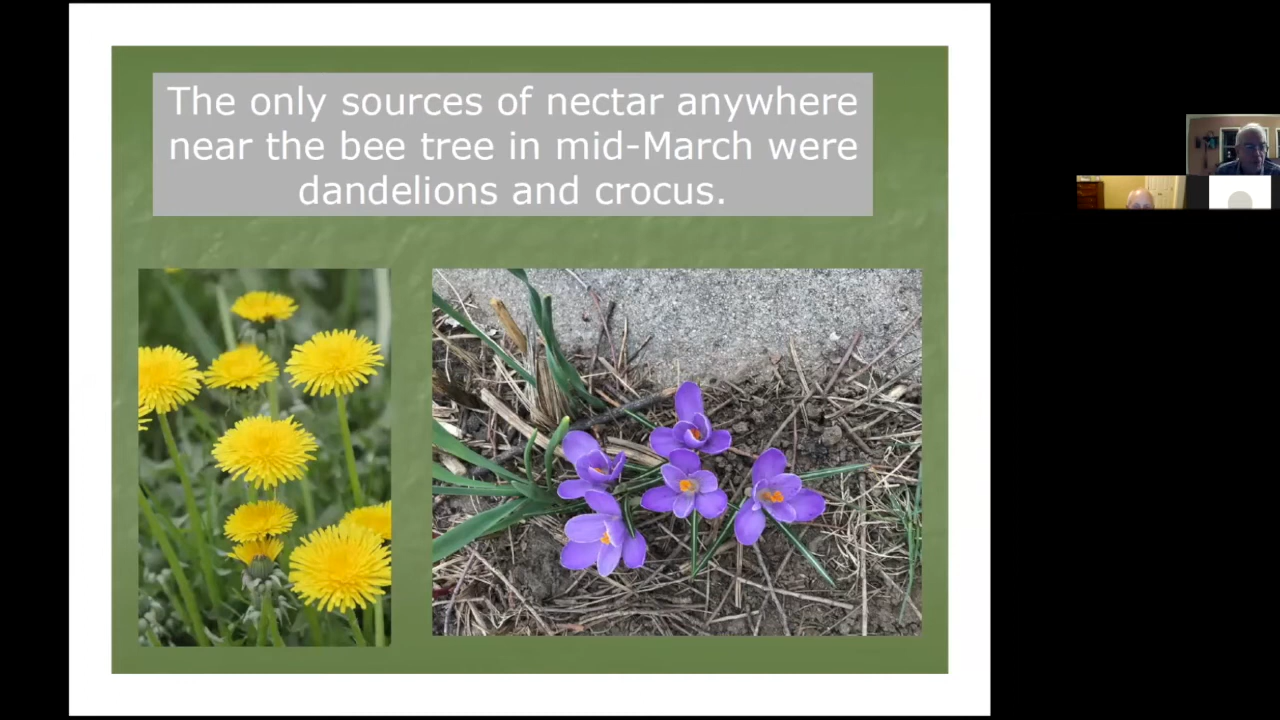 The only sources of nectar anywhere
near the bee tree in mid-March were
dandelions and crocus.